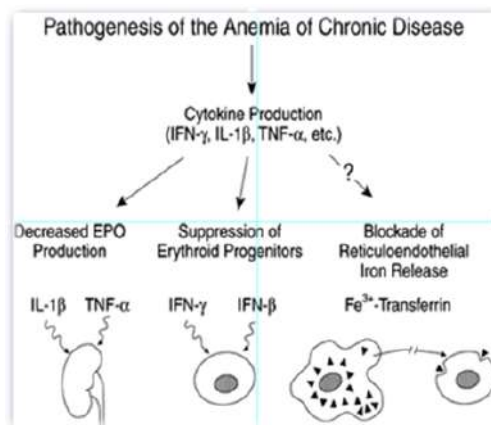 Pathogenesis of the Anemia of Chronic Disease
Cytokine Production
(IFN-γ, IL-1β, TNF-α, etc.)
?
Decreased EPO
Production
Suppression of
Erythroid Progenitors
Blockade of
Reticuloendothelial
Iron Release
IL-1β TNF-α
IFN-γ IFN-β
Fe³⁺-Transferrin